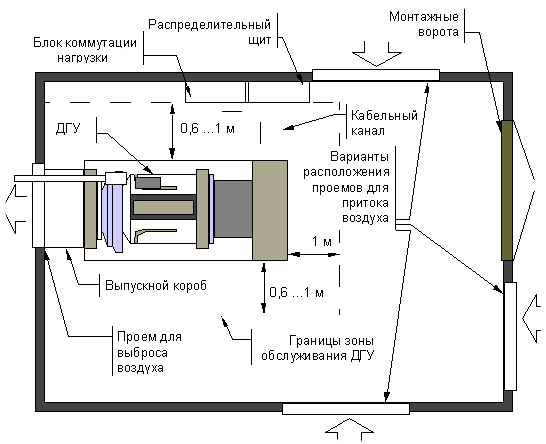 Монтажные
ворота
Распределительный
щит
Блок коммутации
нагрузки
ДГУ
0,6 ...1 м
Кабельный
канал
Варианты
расположения
проемов для
притока
воздуха
1 м
Выпускной короб
0,6 ...1 м
Проем для
выброса
воздуха
Границы зоны
обслуживания ДГУ